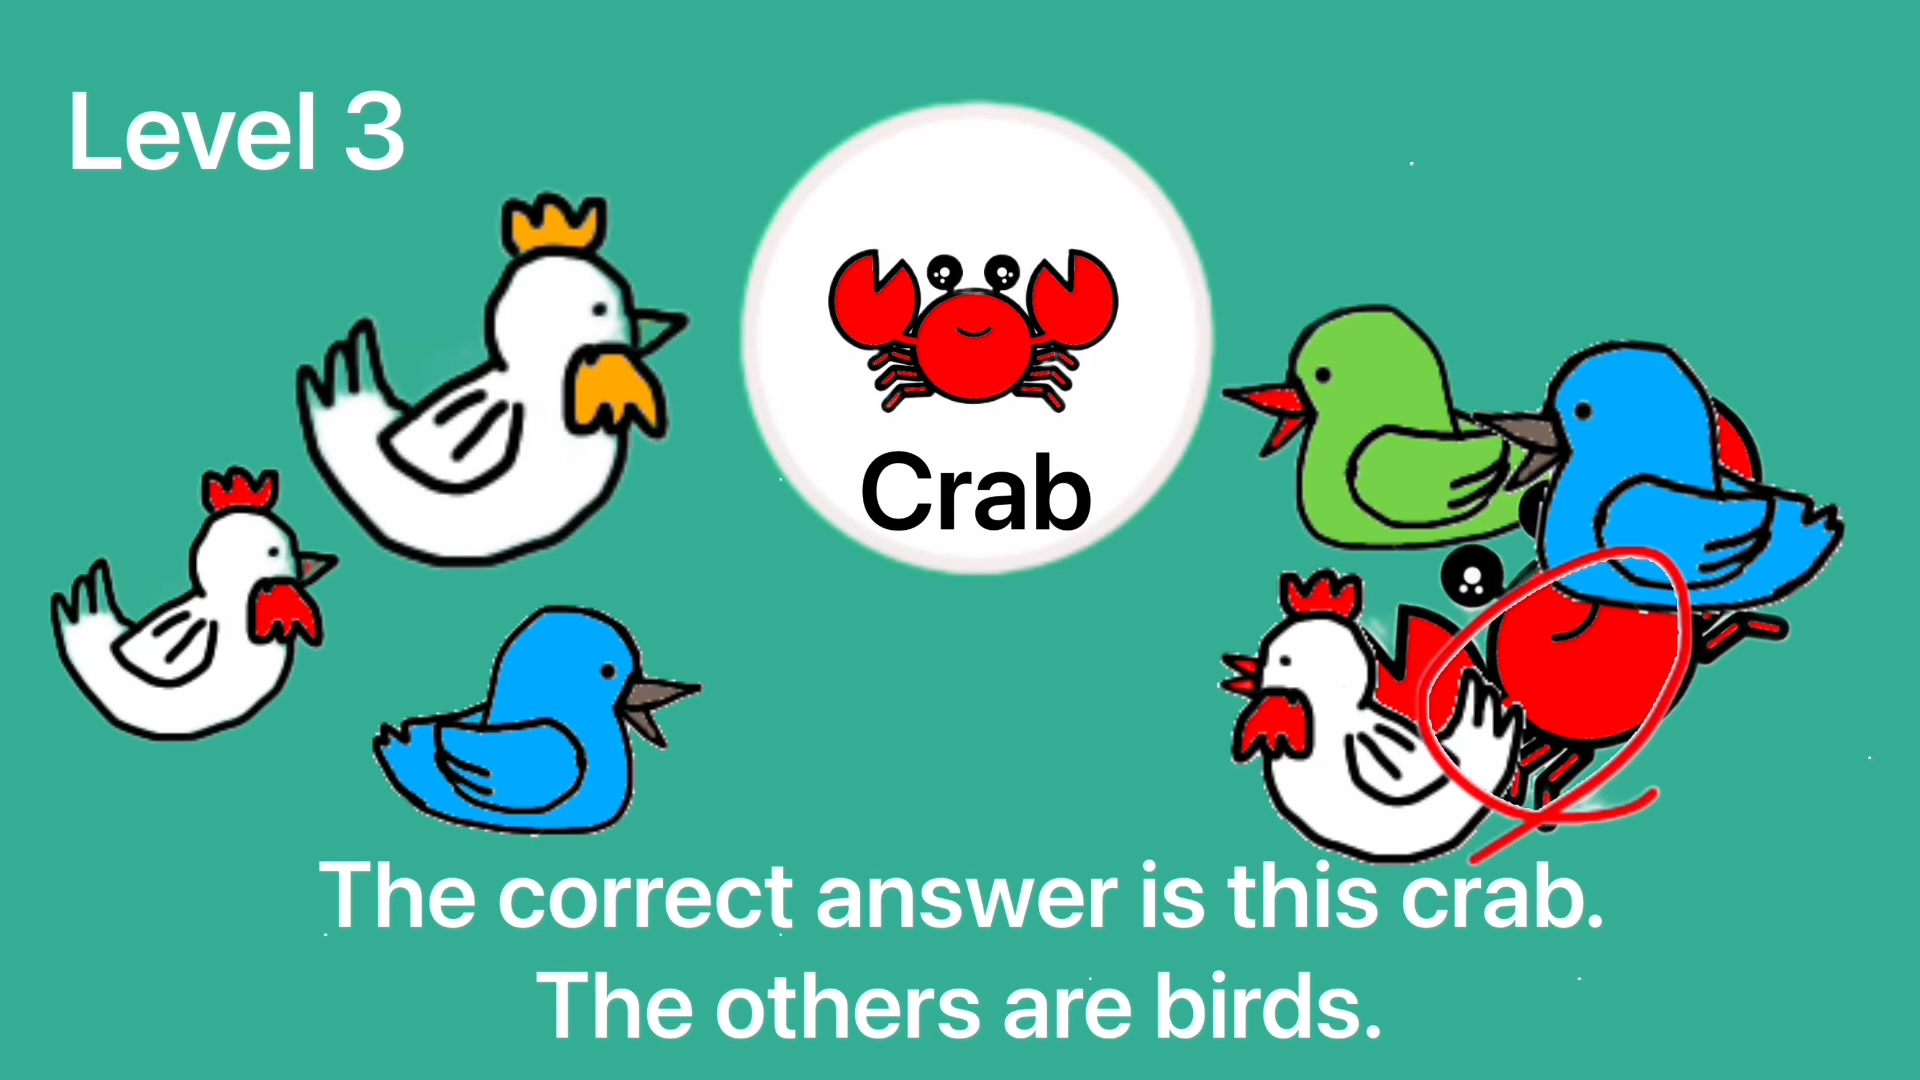 Level 3
Crab
The correct answer is this crab.
The others are birds.